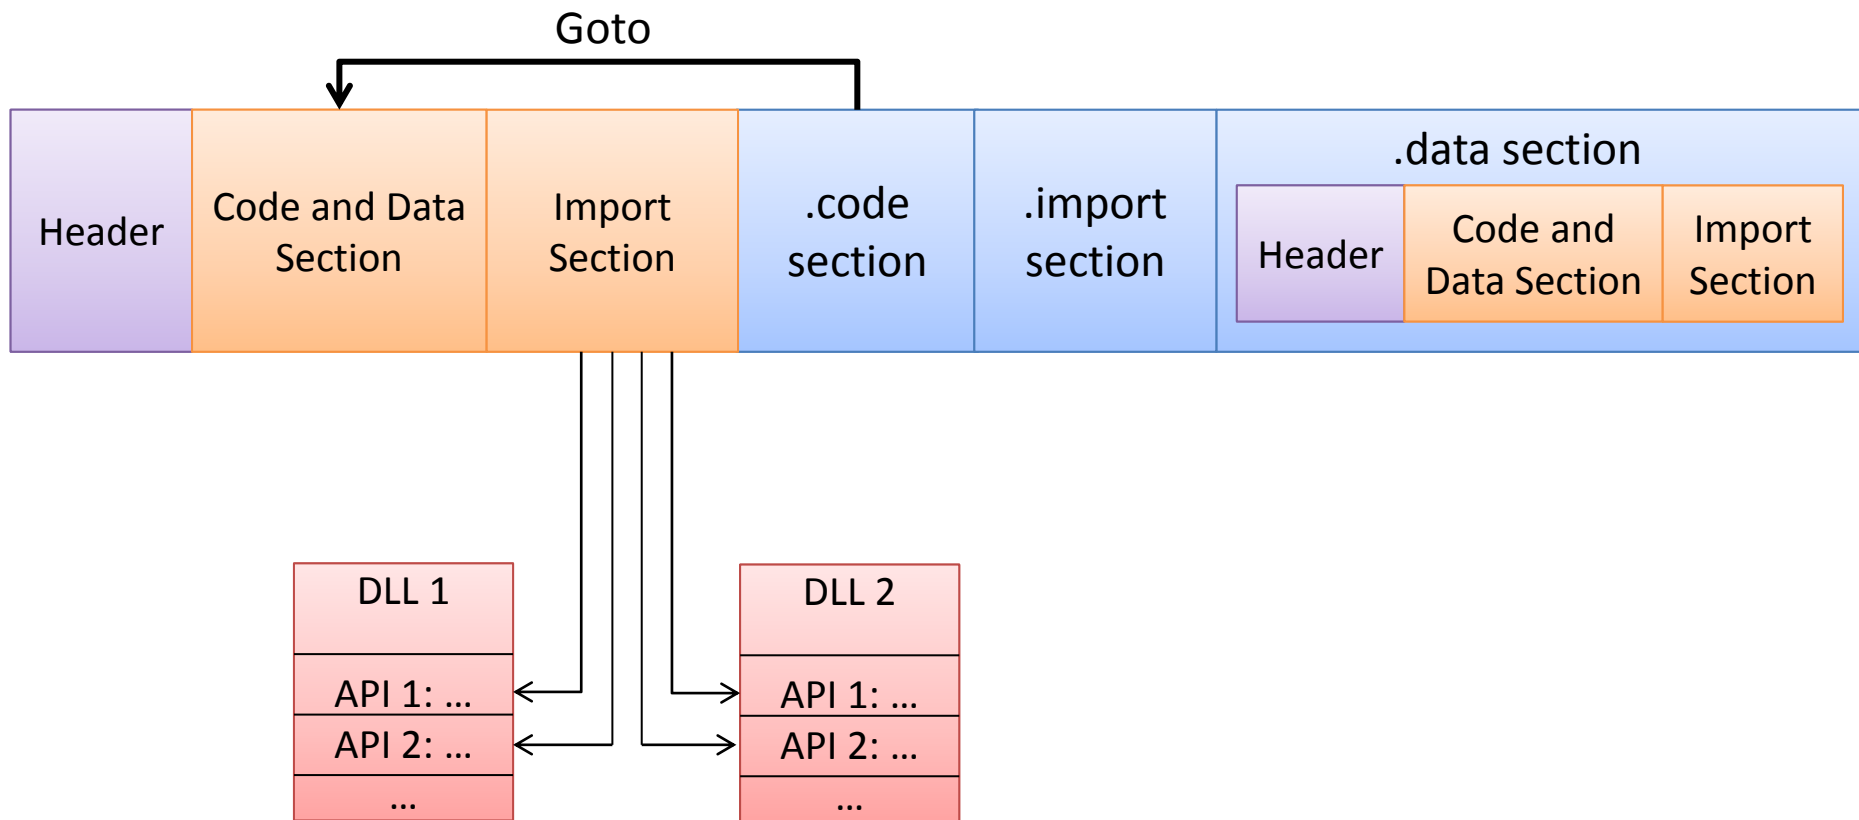 Goto
Header
Code and Data
Section
Import
Section
.code
section
.import
section
.data section
Header
Code and
Data Section
Import
Section
DLL 1
API 1: ...
API 2: ...
...
DLL 2
API 1: ...
API 2: ...
...